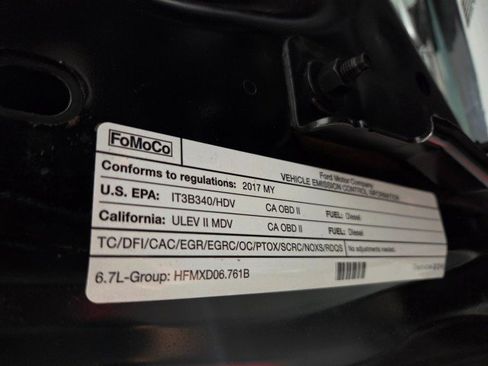 FoMoCo
Ford Motor Company
VEHICLE EMISSION CONTROL INFORMATION
Conforms to regulations: 2017 MY
U.S. EPA: IT3B340/HDV CA OBD II FUEL: Diesel
California: ULEV II MDV CA OBD II FUEL: Diesel
TC/DFI/CAC/EGR/EGRC/OC/PTOX/SCRC/NOXS/RDQS No adjustments needed.
6.7L-Group: HFMXD06.761B